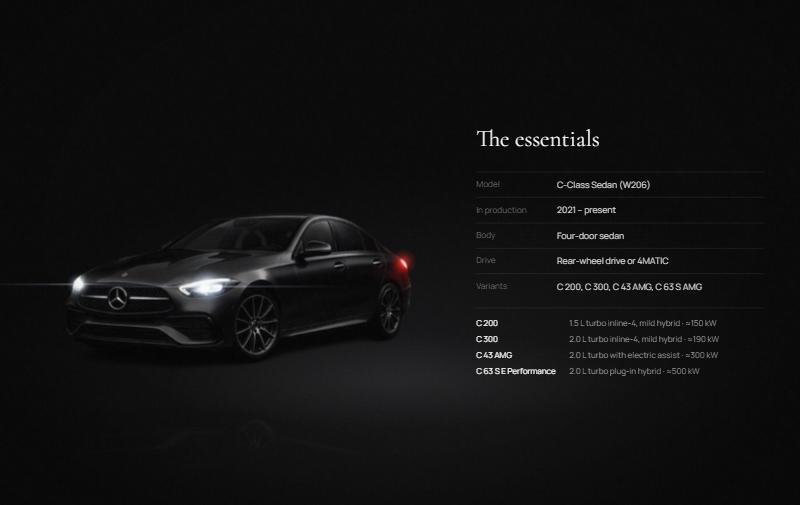 The essentials
Model C-Class Sedan (W206)
In production 2021 – present
Body Four-door sedan
Drive Rear-wheel drive or 4MATIC
Variants C 200, C 300, C 43 AMG, C 63 S AMG
C 200 1.5 L turbo inline-4, mild hybrid · ≈150 kW
C 300 2.0 L turbo inline-4, mild hybrid · ≈190 kW
C 43 AMG 2.0 L turbo with electric assist · ≈300 kW
C 63 S E Performance 2.0 L turbo plug-in hybrid · ≈500 kW